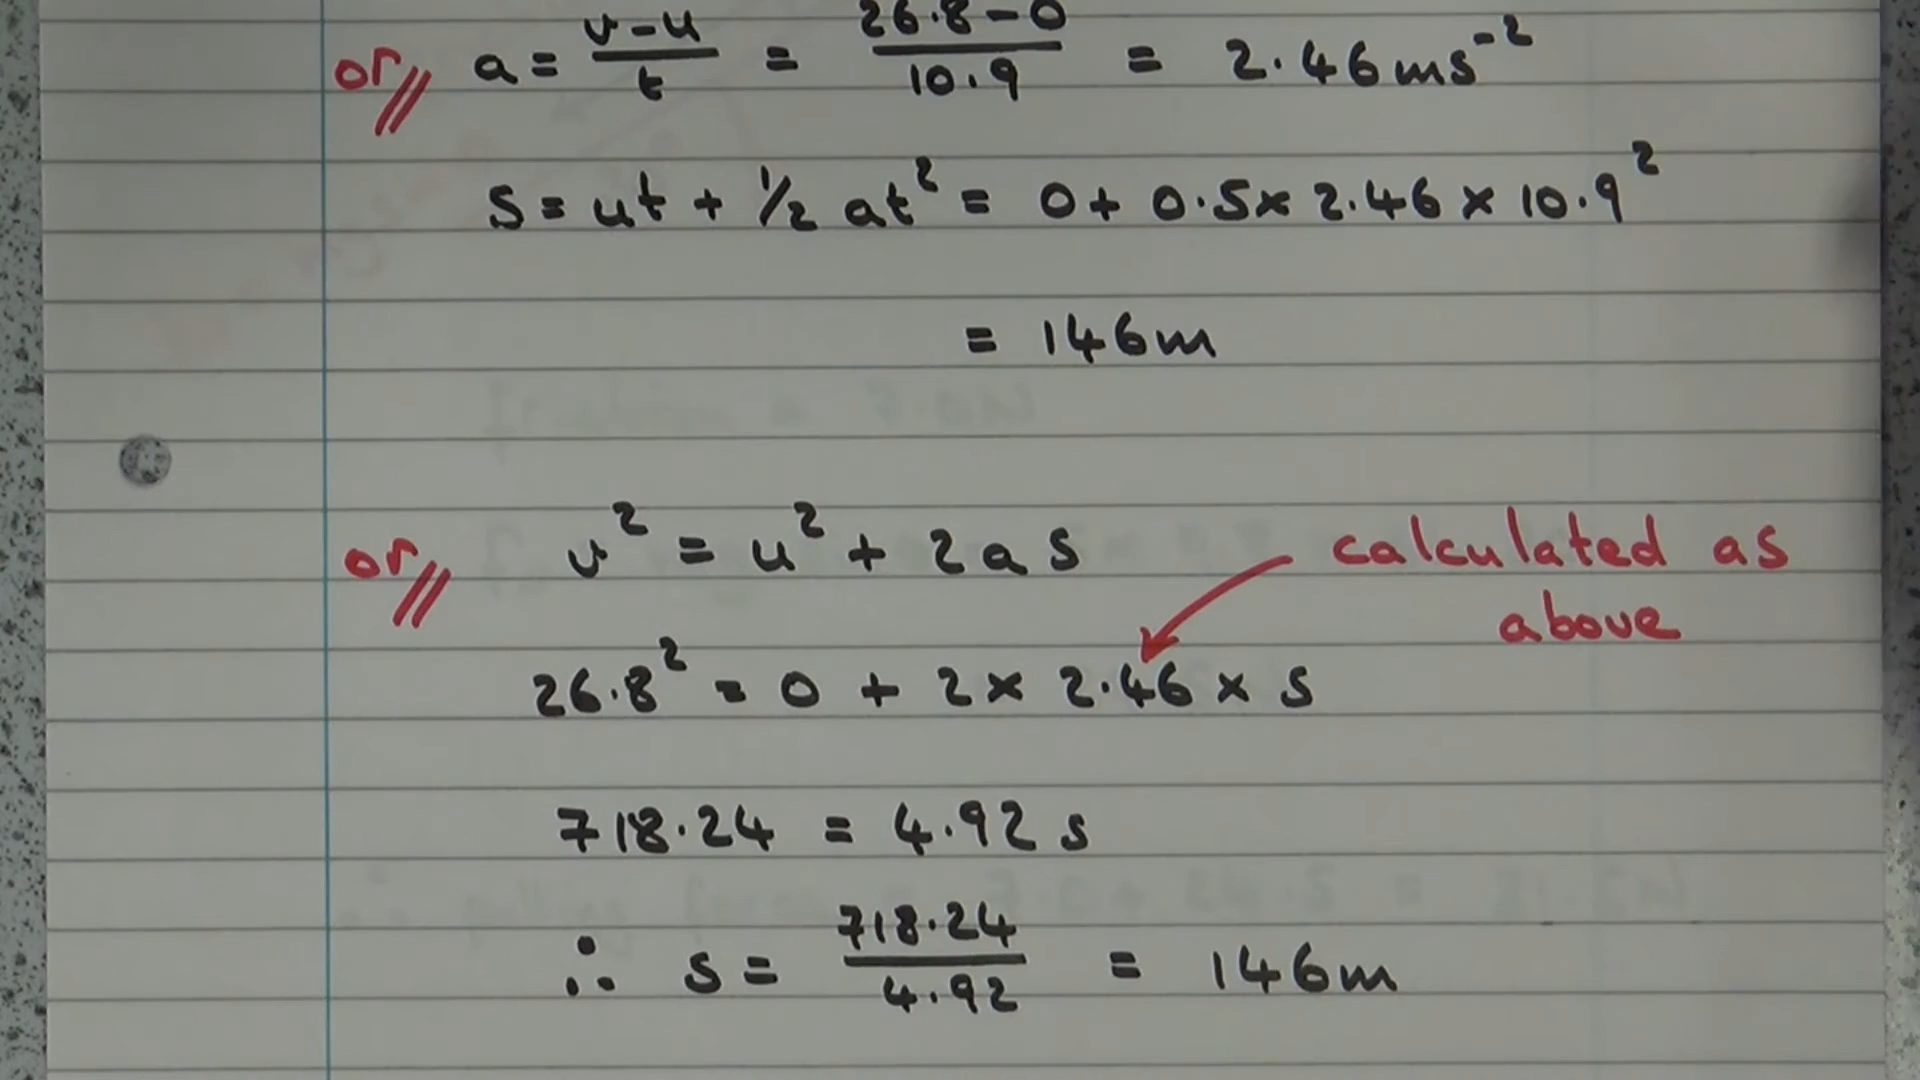 or// a = v-u/t = 26.8-0/10.9 = 2.46 ms⁻²
s = ut + ½ at² = 0 + 0.5 × 2.46 × 10.9²
= 146m
or// v² = u² + 2as calculated as
above
26.8² = 0 + 2 × 2.46 × s
718.24 = 4.92 s
∴ s = 718.24/4.92 = 146m